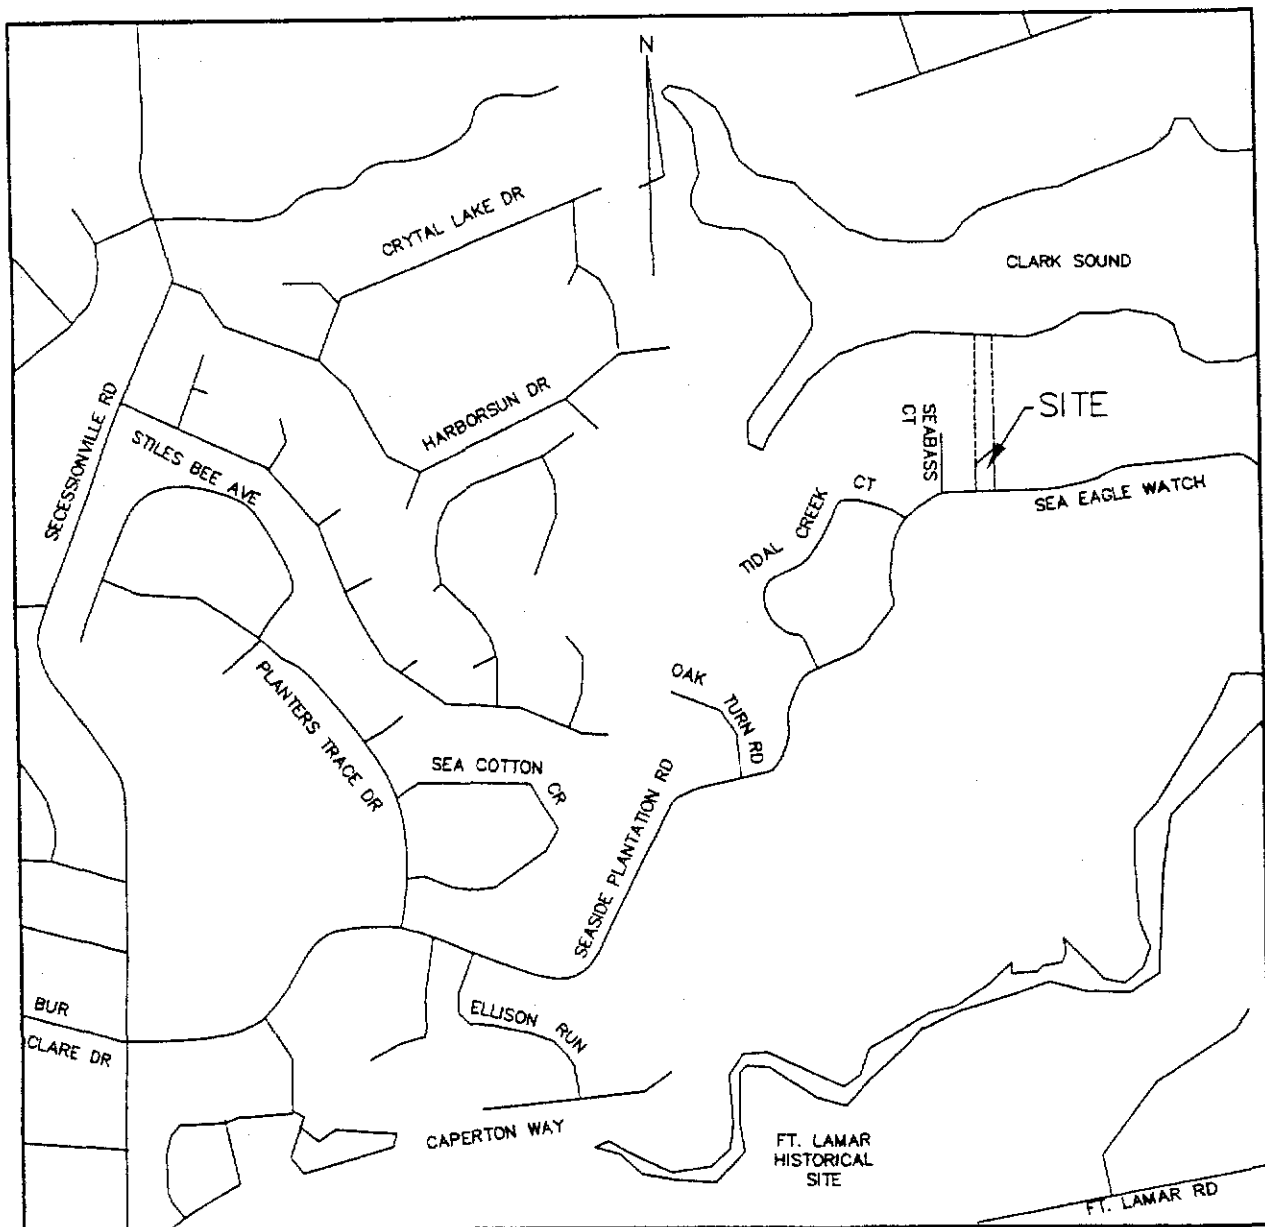 N
CRYTAL LAKE DR
CLARK SOUND
SECESSIONVILLE RD
HARBORSUN DR
SITE
STILES BEE AVE
SEABASS
CT
TIDAL CREEK CT
SEA EAGLE WATCH
PLANTERS TRACE DR
OAK TURN RD
SEA COTTON CR
SEASIDE PLANTATION RD
BUR
CLARE DR
ELLISON RUN
CAPERTON WAY
FT. LAMAR
HISTORICAL
SITE
FT. LAMAR RD